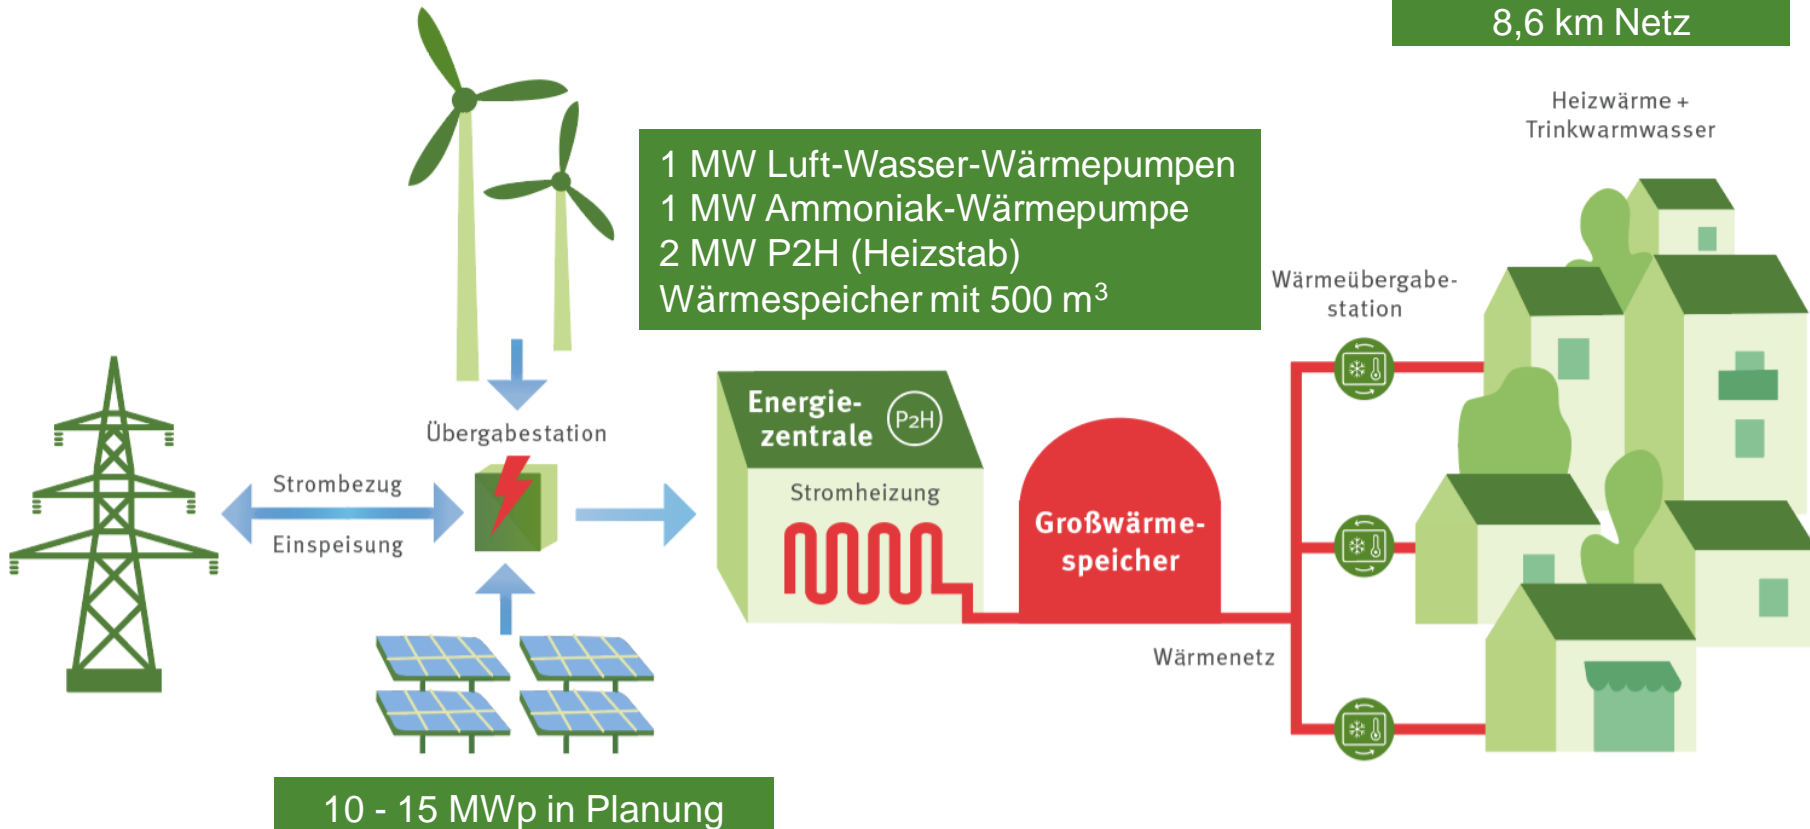 8,6 km Netz
Heizwärme +
Trinkwarmwasser
1 MW Luft-Wasser-Wärmepumpen
1 MW Ammoniak-Wärmepumpe
2 MW P2H (Heizstab)
Wärmespeicher mit 500 m³
Wärmeübergabe-
station
Übergabestation
Energie-
zentrale
P2H
Strombezug
Einspeisung
Stromheizung
Großwärme-
speicher
Wärmenetz
10 - 15 MWp in Planung